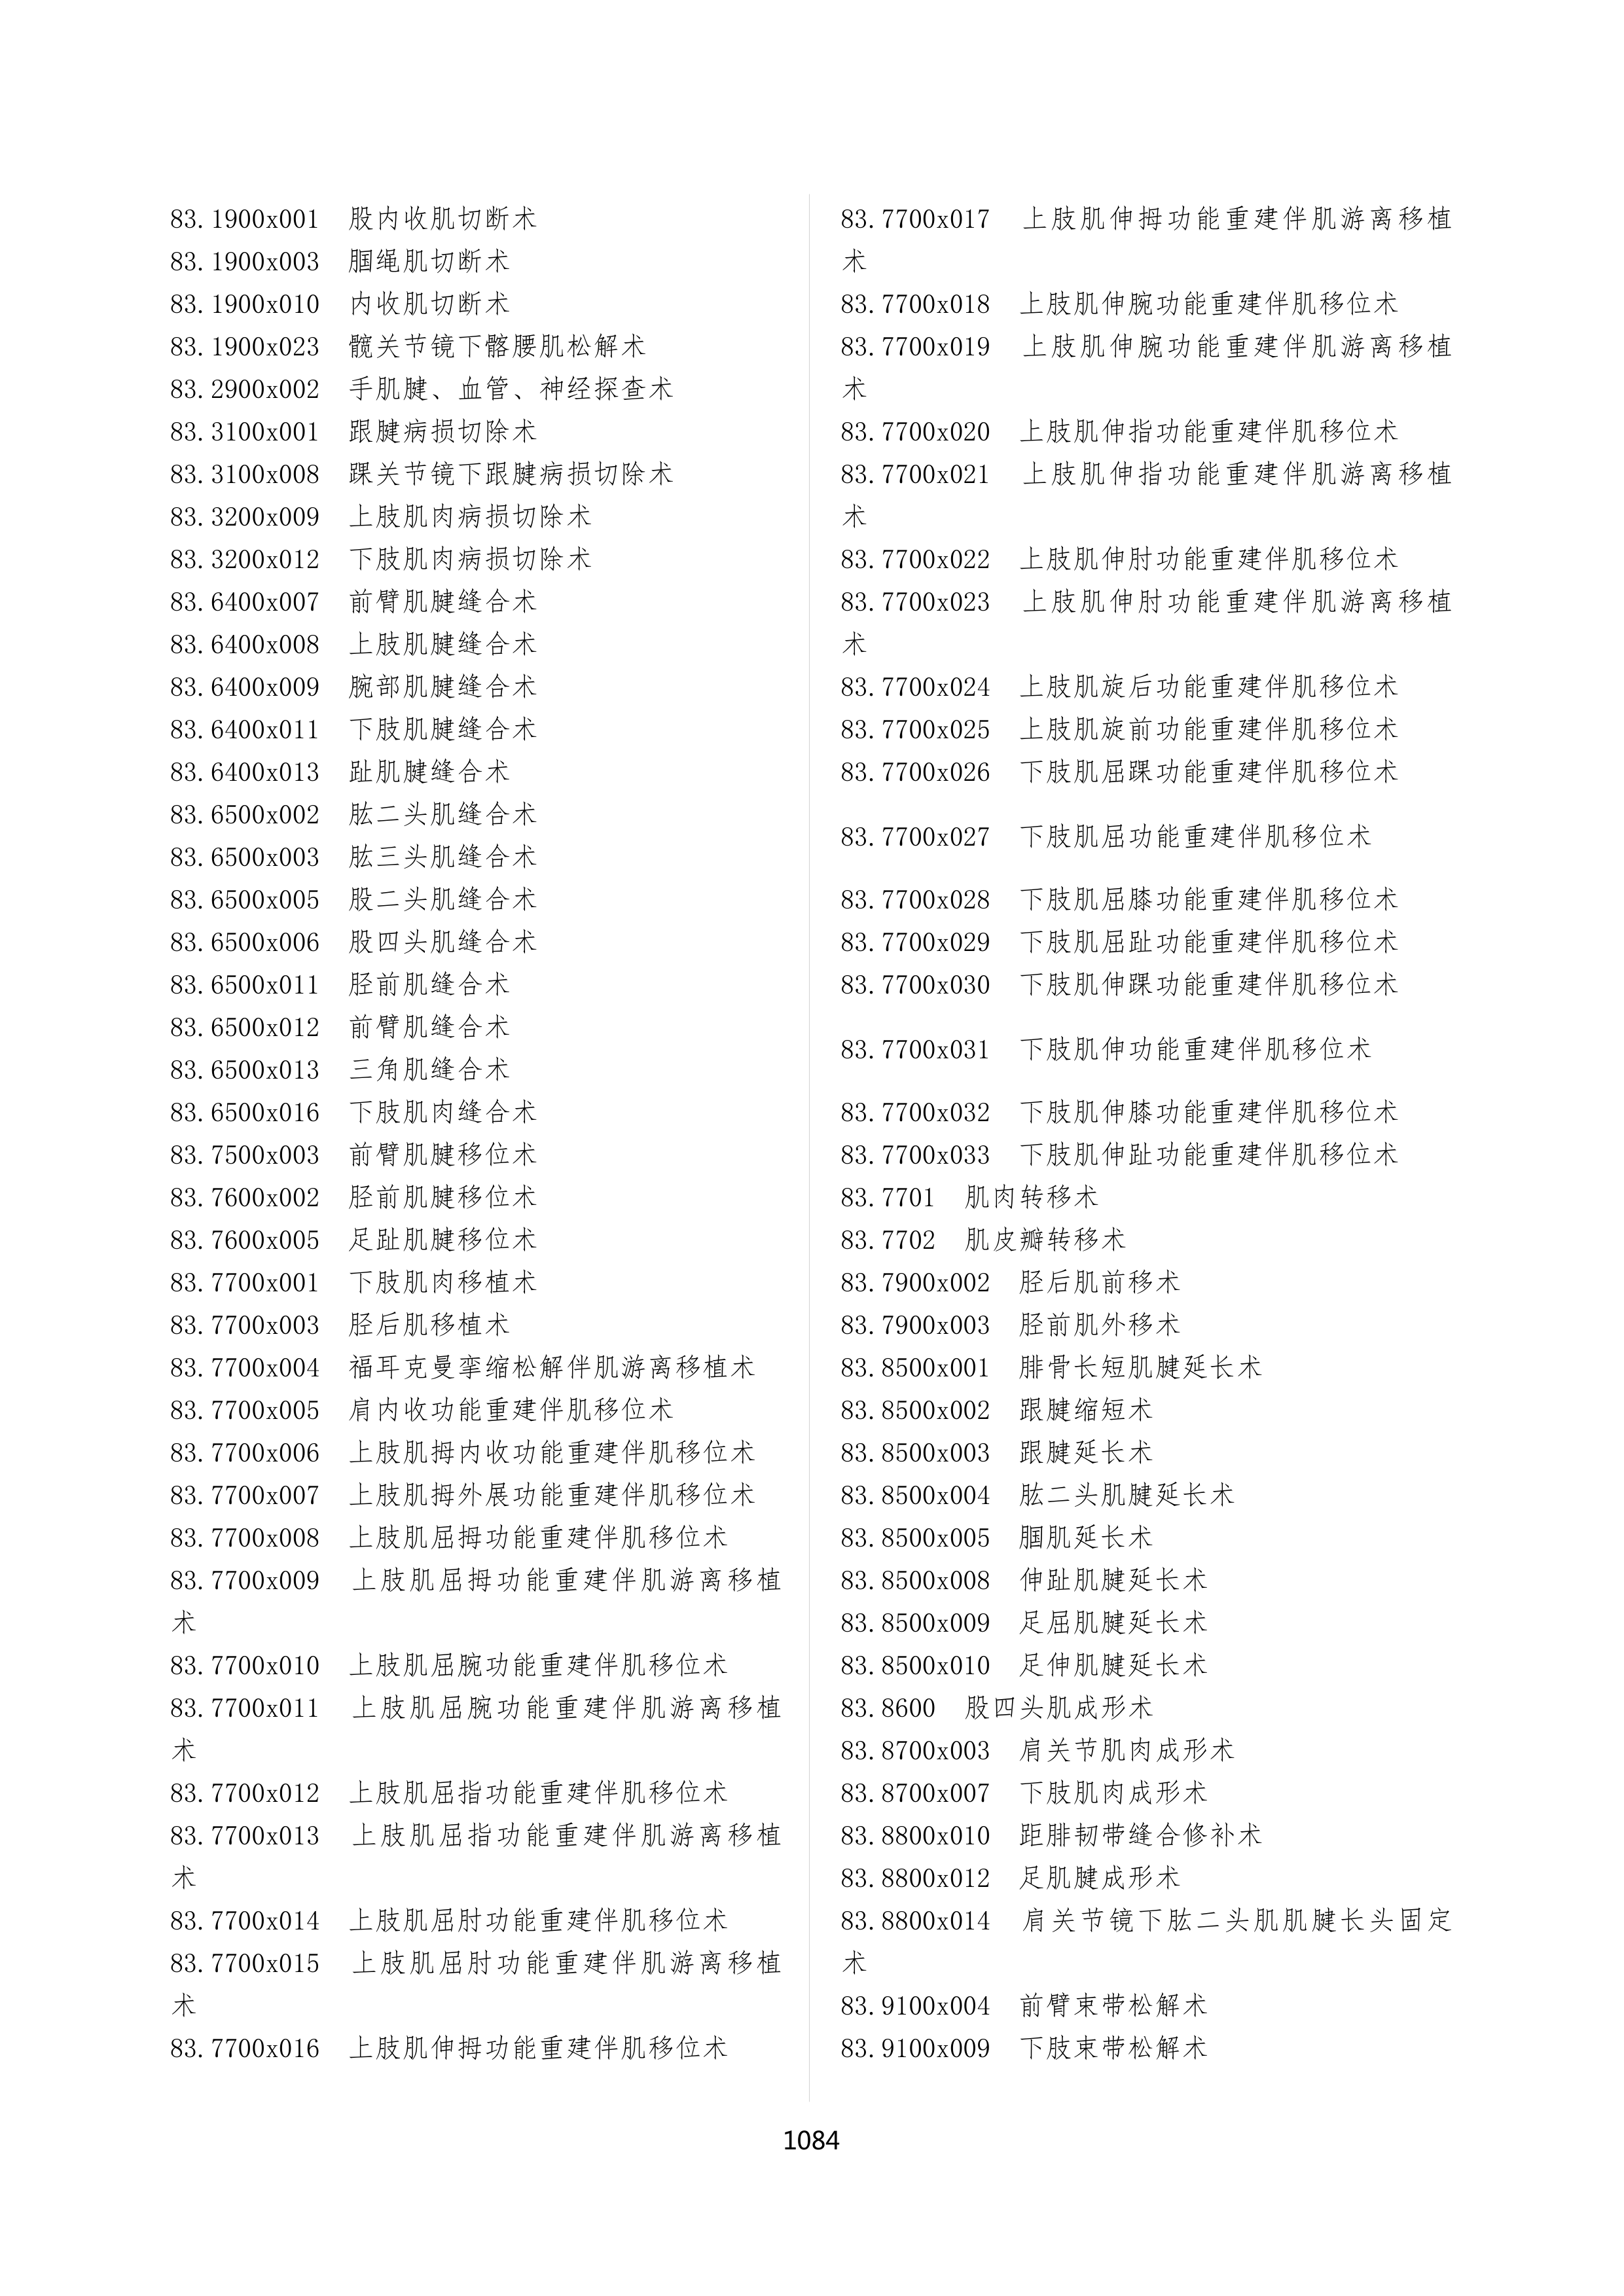 83.1900x001 股内收肌切断术
83.1900x003 腘绳肌切断术
83.1900x010 内收肌切断术
83.1900x023 髋关节镜下髂腰肌松解术
83.2900x002 手肌腱、血管、神经探查术
83.3100x001 跟腱病损切除术
83.3100x008 踝关节镜下跟腱病损切除术
83.3200x009 上肢肌肉病损切除术
83.3200x012 下肢肌肉病损切除术
83.6400x007 前臂肌腱缝合术
83.6400x008 上肢肌腱缝合术
83.6400x009 腕部肌腱缝合术
83.6400x011 下肢肌腱缝合术
83.6400x013 趾肌腱缝合术
83.6500x002 肱二头肌缝合术
83.6500x003 肱三头肌缝合术
83.6500x005 股二头肌缝合术
83.6500x006 股四头肌缝合术
83.6500x011 胫前肌缝合术
83.6500x012 前臂肌缝合术
83.6500x013 三角肌缝合术
83.6500x016 下肢肌肉缝合术
83.7500x003 前臂肌腱移位术
83.7600x002 胫前肌腱移位术
83.7600x005 足趾肌腱移位术
83.7700x001 下肢肌肉移植术
83.7700x003 胫后肌移植术
83.7700x004 福耳克曼挛缩松解伴肌游离移植术
83.7700x005 肩内收功能重建伴肌移位术
83.7700x006 上肢肌拇内收功能重建伴肌移位术
83.7700x007 上肢肌拇外展功能重建伴肌移位术
83.7700x008 上肢肌屈拇功能重建伴肌移位术
83.7700x009 上肢肌屈拇功能重建伴肌游离移植
术
83.7700x010 上肢肌屈腕功能重建伴肌移位术
83.7700x011 上肢肌屈腕功能重建伴肌游离移植
术
83.7700x012 上肢肌屈指功能重建伴肌移位术
83.7700x013 上肢肌屈指功能重建伴肌游离移植
术
83.7700x014 上肢肌屈肘功能重建伴肌移位术
83.7700x015 上肢肌屈肘功能重建伴肌游离移植
术
83.7700x016 上肢肌伸拇功能重建伴肌移位术
83.7700x017 上肢肌伸拇功能重建伴肌游离移植
术
83.7700x018 上肢肌伸腕功能重建伴肌移位术
83.7700x019 上肢肌伸腕功能重建伴肌游离移植
术
83.7700x020 上肢肌伸指功能重建伴肌移位术
83.7700x021 上肢肌伸指功能重建伴肌游离移植
术
83.7700x022 上肢肌伸肘功能重建伴肌移位术
83.7700x023 上肢肌伸肘功能重建伴肌游离移植
术
83.7700x024 上肢肌旋后功能重建伴肌移位术
83.7700x025 上肢肌旋前功能重建伴肌移位术
83.7700x026 下肢肌屈踝功能重建伴肌移位术
83.7700x027 下肢肌屈功能重建伴肌移位术
83.7700x028 下肢肌屈膝功能重建伴肌移位术
83.7700x029 下肢肌屈趾功能重建伴肌移位术
83.7700x030 下肢肌伸踝功能重建伴肌移位术
83.7700x031 下肢肌伸功能重建伴肌移位术
83.7700x032 下肢肌伸膝功能重建伴肌移位术
83.7700x033 下肢肌伸趾功能重建伴肌移位术
83.7701 肌肉转移术
83.7702 肌皮瓣转移术
83.7900x002 胫后肌前移术
83.7900x003 胫前肌外移术
83.8500x001 腓骨长短肌腱延长术
83.8500x002 跟腱缩短术
83.8500x003 跟腱延长术
83.8500x004 肱二头肌腱延长术
83.8500x005 腘肌延长术
83.8500x008 伸趾肌腱延长术
83.8500x009 足屈肌腱延长术
83.8500x010 足伸肌腱延长术
83.8600 股四头肌成形术
83.8700x003 肩关节肌肉成形术
83.8700x007 下肢肌肉成形术
83.8800x010 距腓韧带缝合修补术
83.8800x012 足肌腱成形术
83.8800x014 肩关节镜下肱二头肌肌腱长头固定
术
83.9100x004 前臂束带松解术
83.9100x009 下肢束带松解术
1084